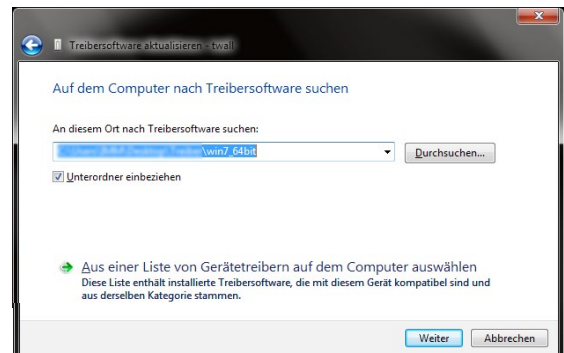 Treibersoftware aktualisieren - twall
Auf dem Computer nach Treibersoftware suchen
An diesem Ort nach Treibersoftware suchen:
\win7_64bit
Durchsuchen...
Unterordner einbeziehen
Aus einer Liste von Gerätetreibern auf dem Computer auswählen
Diese Liste enthält installierte Treibersoftware, die mit diesem Gerät kompatibel sind und
aus derselben Kategorie stammen.
Weiter
Abbrechen